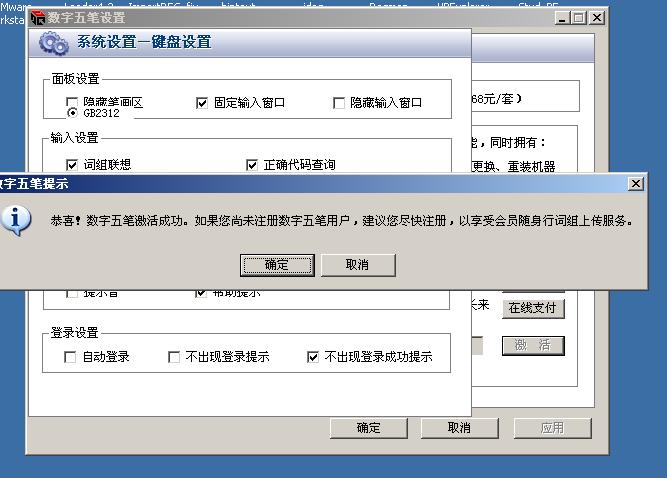 数字五笔设置
系统设置—键盘设置
面板设置
隐藏笔画区
固定输入窗口
隐藏输入窗口
GB2312
68元/套）
输入设置
能，同时拥有：
词组联想
正确代码查询
更换、重装机器
数字五笔提示
恭喜！数字五笔激活成功。如果您尚未注册数字五笔用户，建议您尽快注册，以享受会员随身行词组上传服务。
确定
取消
提示音
帮助提示
长来
在线支付
登录设置
激 活
自动登录
不出现登录提示
不出现登录成功提示
确定
取消
应用